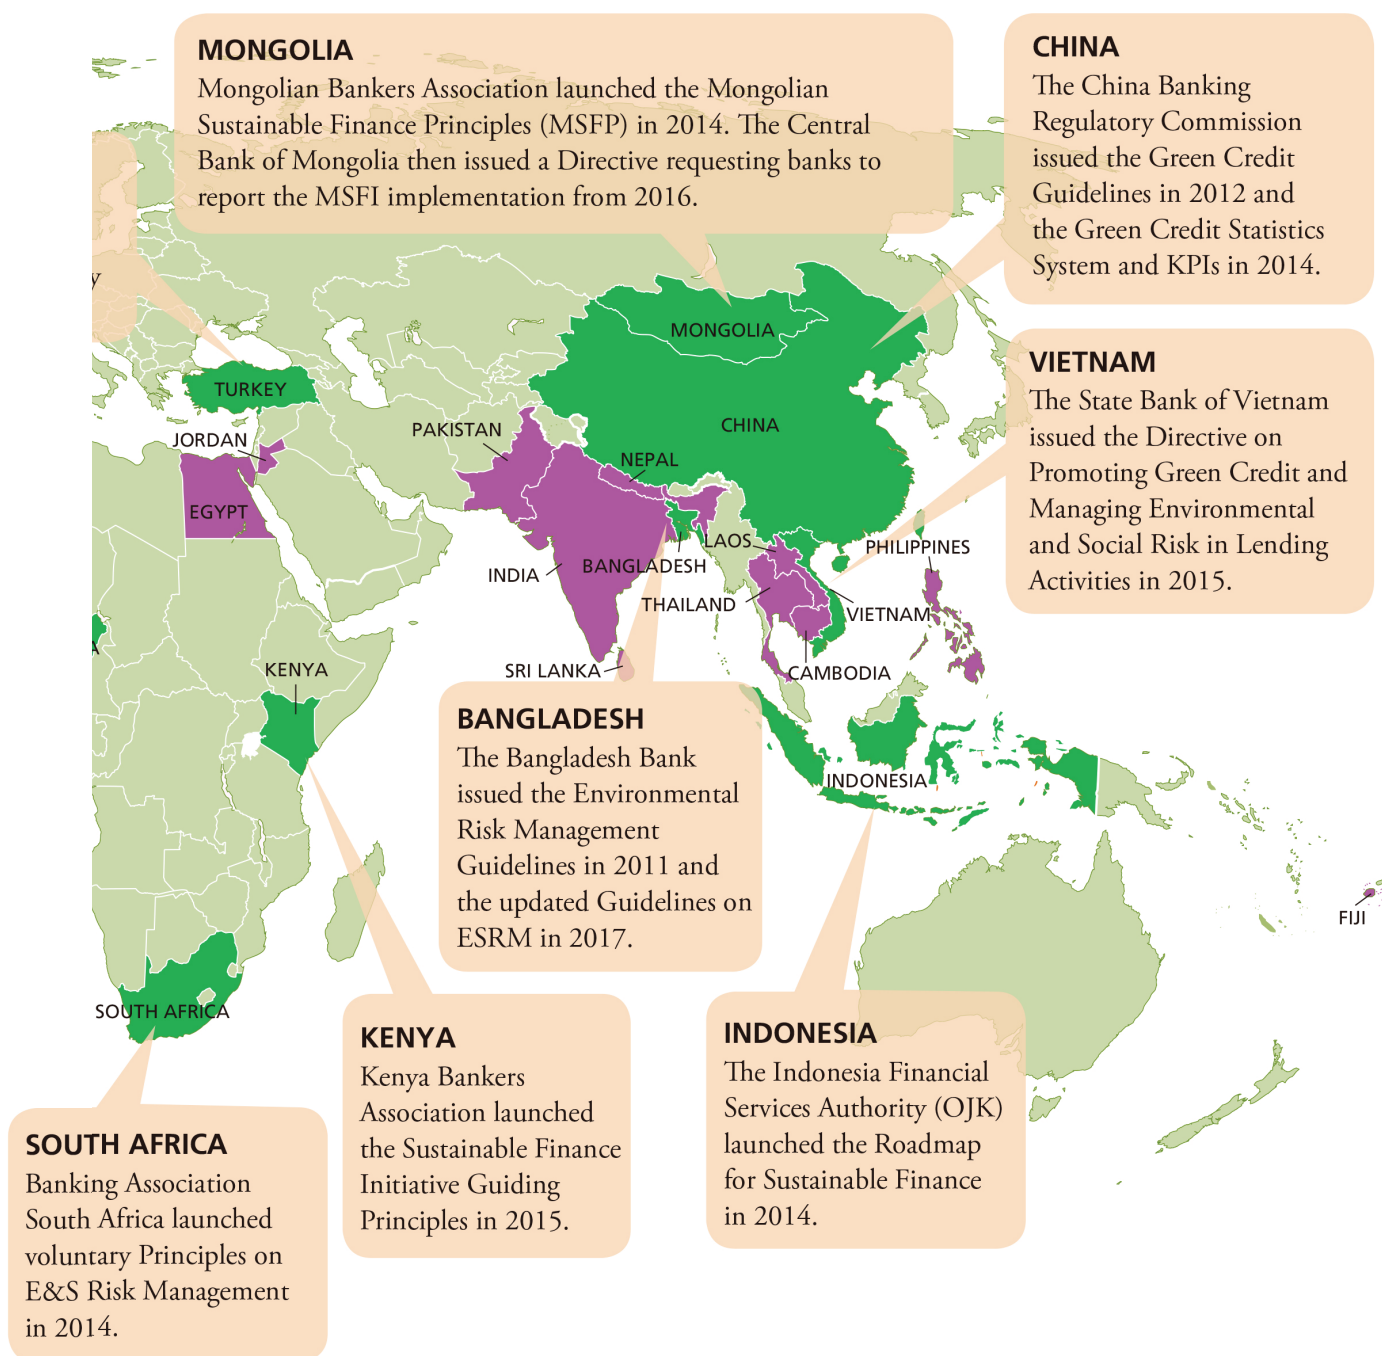 MONGOLIA
Mongolian Bankers Association launched the Mongolian
Sustainable Finance Principles (MSFP) in 2014. The Central
Bank of Mongolia then issued a Directive requesting banks to
report the MSFI implementation from 2016.
CHINA
The China Banking
Regulatory Commission
issued the Green Credit
Guidelines in 2012 and
the Green Credit Statistics
System and KPIs in 2014.
y
VIETNAM
The State Bank of Vietnam
issued the Directive on
Promoting Green Credit and
Managing Environmental
and Social Risk in Lending
Activities in 2015.
MONGOLIA
TURKEY
CHINA
PAKISTAN
JORDAN
NEPAL
EGYPT
LAOS
PHILIPPINES
INDIA
BANGLADESH
THAILAND
VIETNAM
A
KENYA
SRI LANKA
CAMBODIA
BANGLADESH
The Bangladesh Bank
issued the Environmental
Risk Management
Guidelines in 2011 and
the updated Guidelines on
ESRM in 2017.
INDONESIA
FIJI
SOUTH AFRICA
KENYA
Kenya Bankers
Association launched
the Sustainable Finance
Initiative Guiding
Principles in 2015.
INDONESIA
The Indonesia Financial
Services Authority (OJK)
launched the Roadmap
for Sustainable Finance
in 2014.
SOUTH AFRICA
Banking Association
South Africa launched
voluntary Principles on
E&S Risk Management
in 2014.